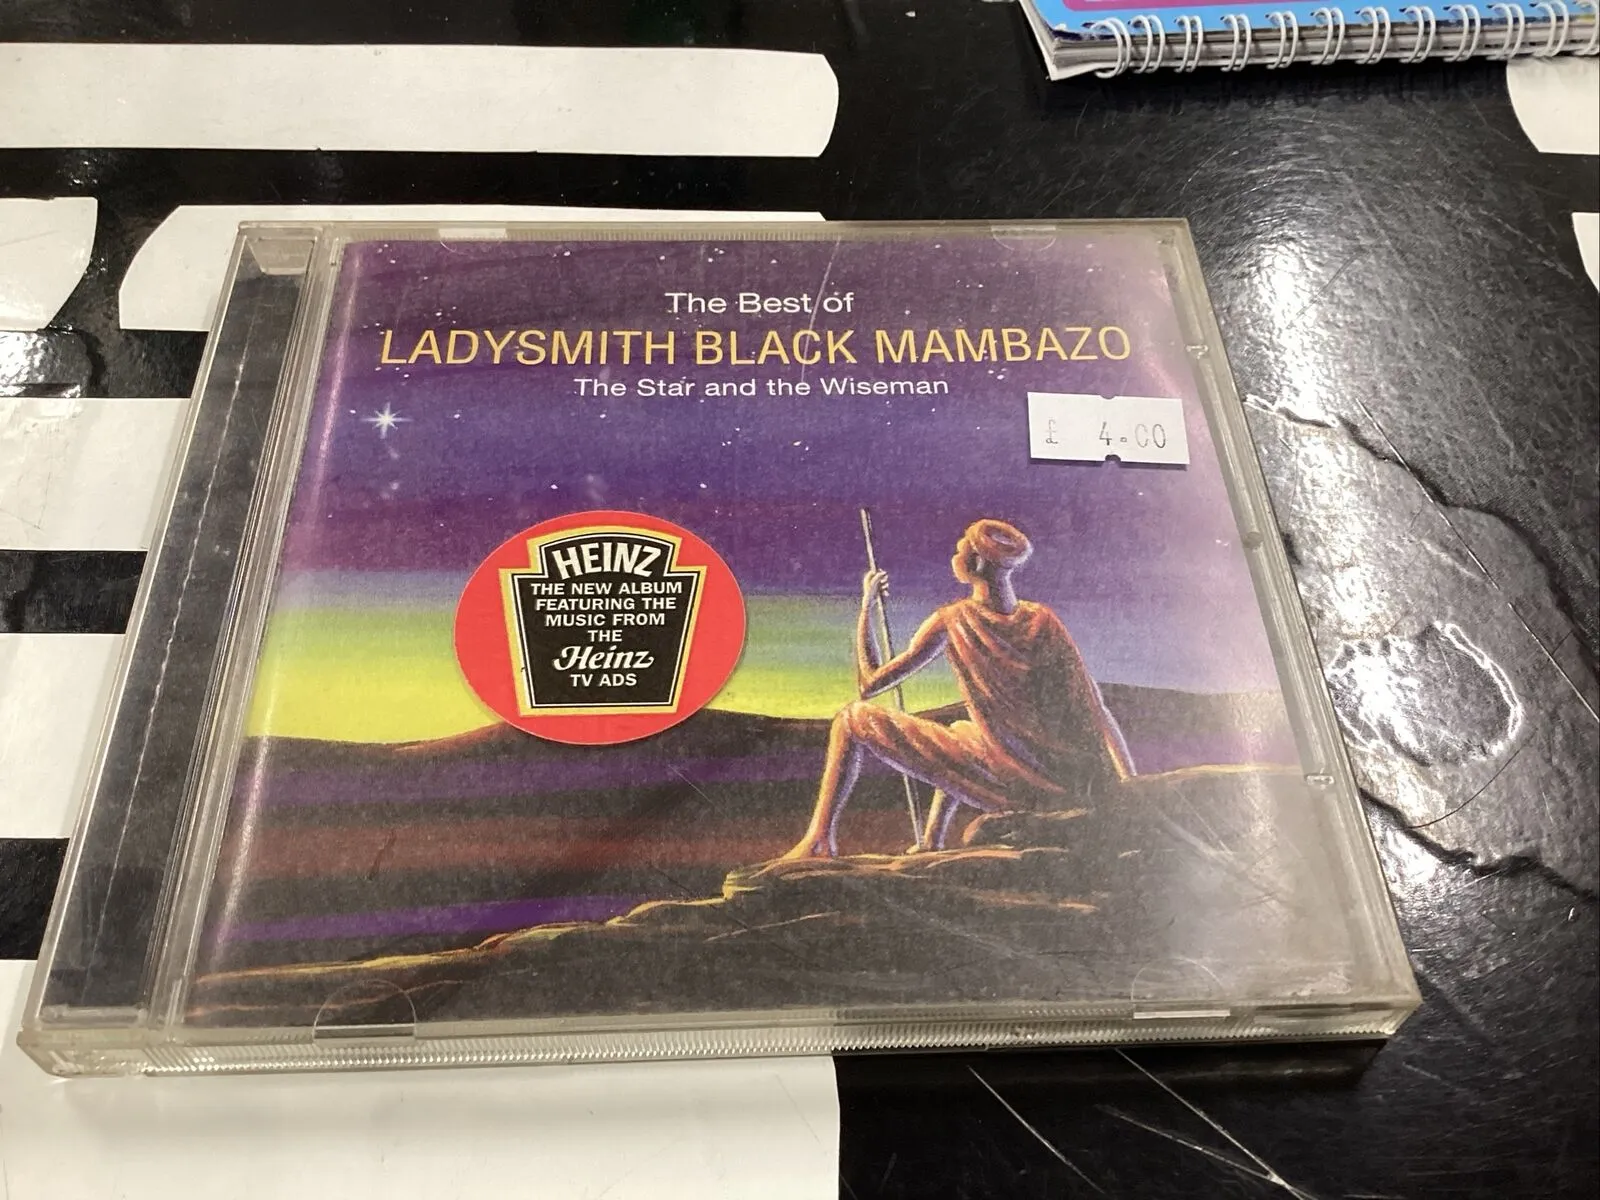 The Best of
LADYSMITH BLACK MAMBAZO
The Star and the Wiseman
£ 4.00
HEINZ
THE NEW ALBUM
FEATURING THE
MUSIC FROM
THE
Heinz
TV ADS